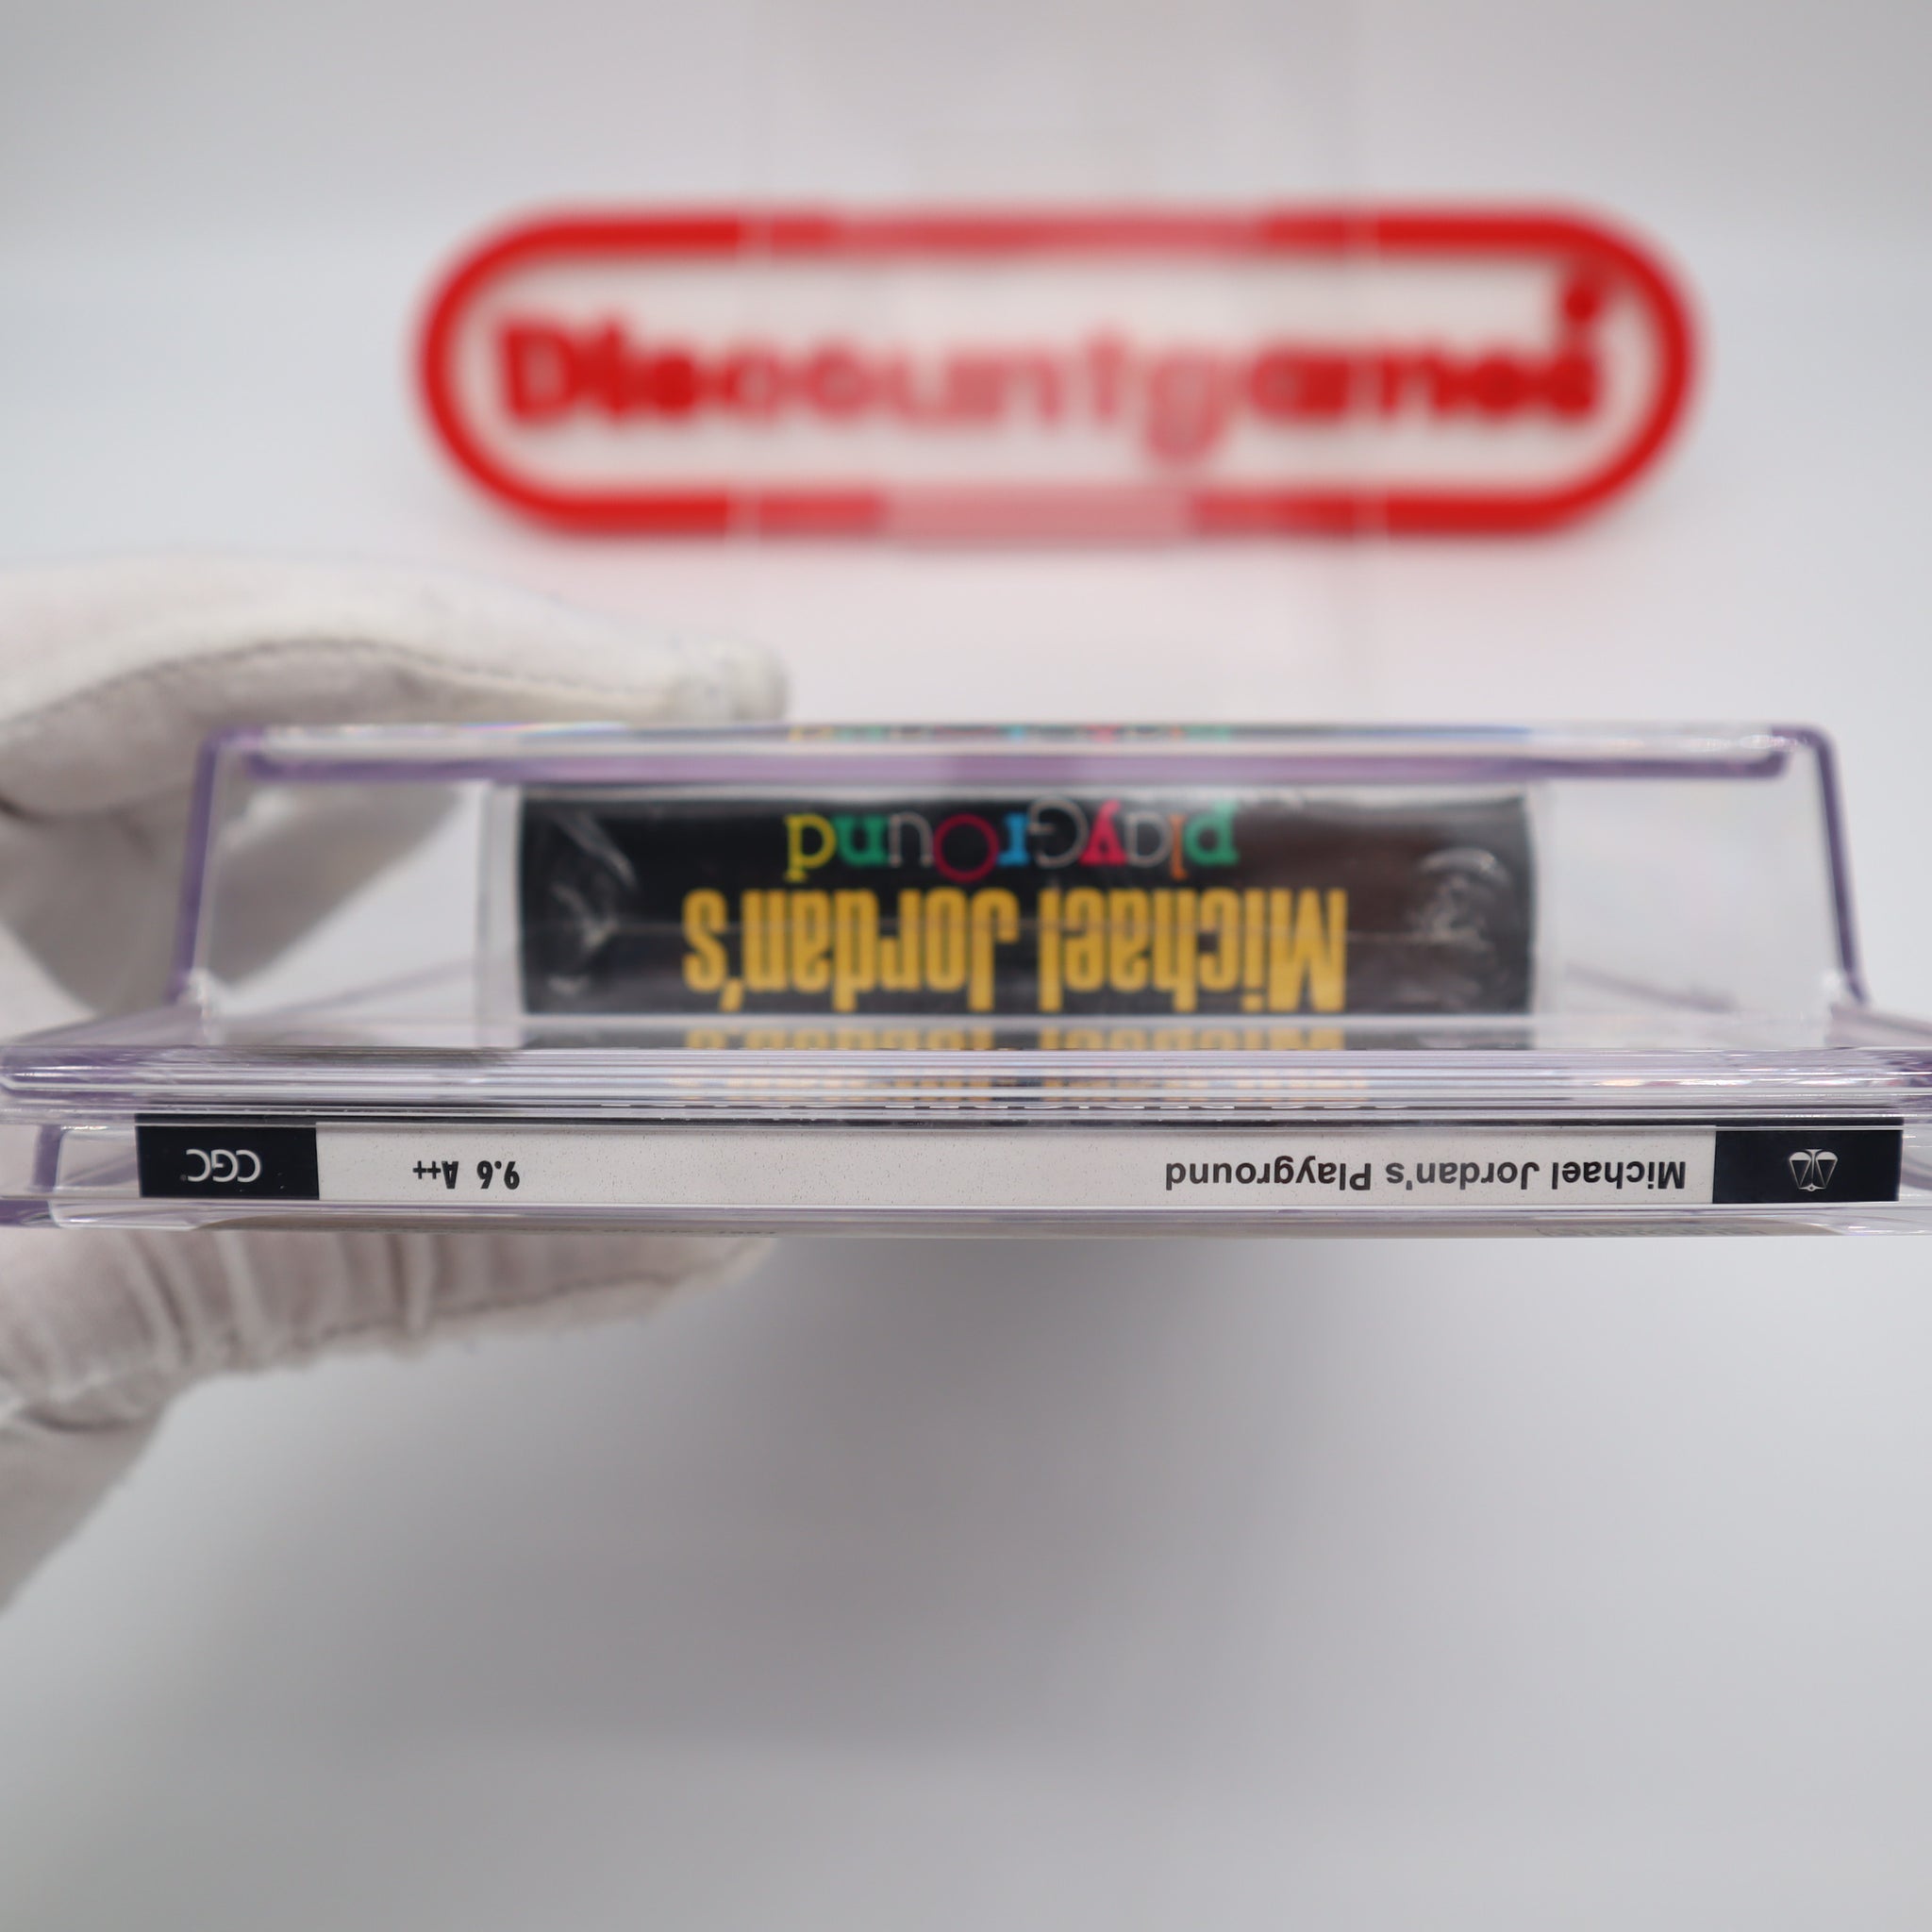 Discountgames
Michael Jordan's
playground
Michael Jordan's Playground 9.6 A++ CGC